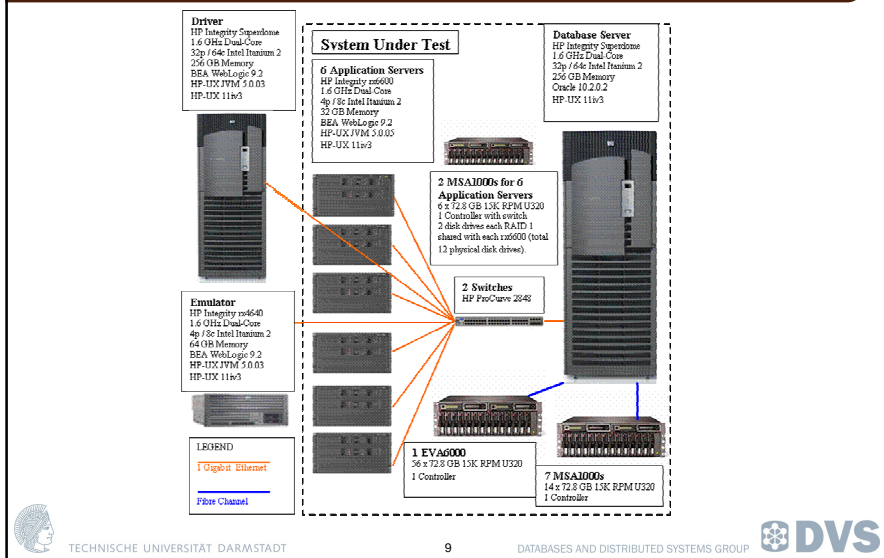 Driver
HP Integrity Superdome
1.6 GHz Dual-Core
32p / 64c Intel Itanium 2
256 GB Memory
BEA WebLogic 9.2
HP-UX JVM 5.0.03
HP-UX 11iv3
System Under Test
6 Application Servers
HP Integrity rx6600
1.6 GHz Dual-Core
4p / 8c Intel Itanium 2
32 GB Memory
BEA WebLogic 9.2
HP-UX JVM 5.0.05
HP-UX 11iv3
Database Server
HP Integrity Superdome
1.6 GHz Dual-Core
32p / 64c Intel Itanium 2
256 GB Memory
Oracle 10.2.0.2
HP-UX 11iv3
2 MSA1000s for 6
Application Servers
6 x 72.8 GB 15K RPM U320
1 Controller with switch
2 disk drives each RAID 1
shared with each rx6600 (total
12 physical disk drives).
2 Switches
HP ProCurve 2848
Emulator
HP Integrity rx4640
1.6 GHz Dual-Core
4p / 8c Intel Itanium 2
64 GB Memory
BEA WebLogic 9.2
HP-UX JVM 5.0.03
HP-UX 11iv3
LEGEND
1 Gigabit Ethernet
Fibre Channel
1 EVA6000
56 x 72.8 GB 15K RPM U320
1 Controller
7 MSA1000s
14 x 72.8 GB 15K RPM U320
1 Controller
TECHNISCHE UNIVERSITÄT DARMSTADT
9
DATABASES AND DISTRIBUTED SYSTEMS GROUP
DVS